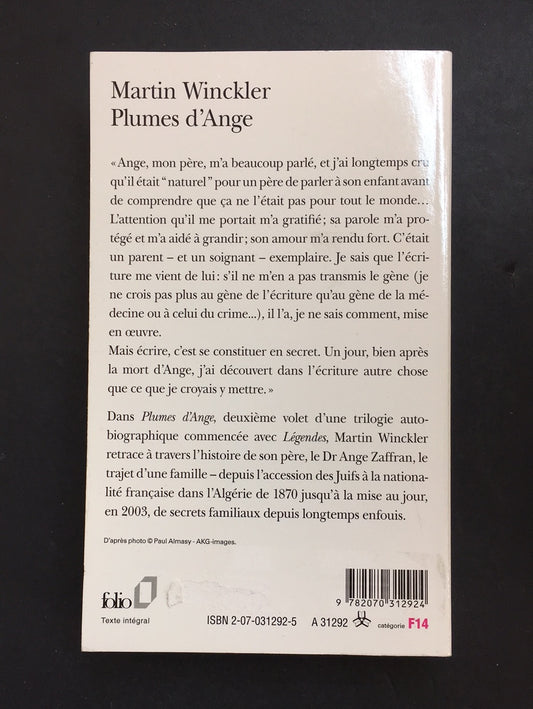 Martin Winckler
Plumes d'Ange
« Ange, mon père, m'a beaucoup parlé, et j'ai longtemps cru
qu'il était “naturel” pour un père de parler à son enfant avant
de comprendre que ça ne l'était pas pour tout le monde…
L'attention qu'il me portait m'a gratifié ; sa parole m'a pro-
tégé et m'a aidé à grandir ; son amour m'a rendu fort. C'était
un parent – et un soignant – exemplaire. Je sais que l'écri-
ture me vient de lui : s'il ne m'en a pas transmis le gène (je
ne crois pas plus au gène de l'écriture qu'au gène de la mé-
decine ou à celui du crime...), il l'a, je ne sais comment, mise
en œuvre.
Mais écrire, c'est se constituer en secret. Un jour, bien après
la mort d'Ange, j'ai découvert dans l'écriture autre chose
que ce que je croyais y mettre. »
Dans Plumes d'Ange, deuxième volet d'une trilogie auto-
biographique commencée avec Légendes, Martin Winckler
retrace à travers l'histoire de son père, le Dr Ange Zaffran, le
trajet d'une famille – depuis l'accession des Juifs à la nationa-
lité française dans l'Algérie de 1870 jusqu'à la mise au jour,
en 2003, de secrets familiaux depuis longtemps enfouis.
D'après photo © Paul Almasy - AKG-images.
9 782070 312924
folio
Texte intégral
ISBN 2-07-031292-5 A 31292 catégorie F14